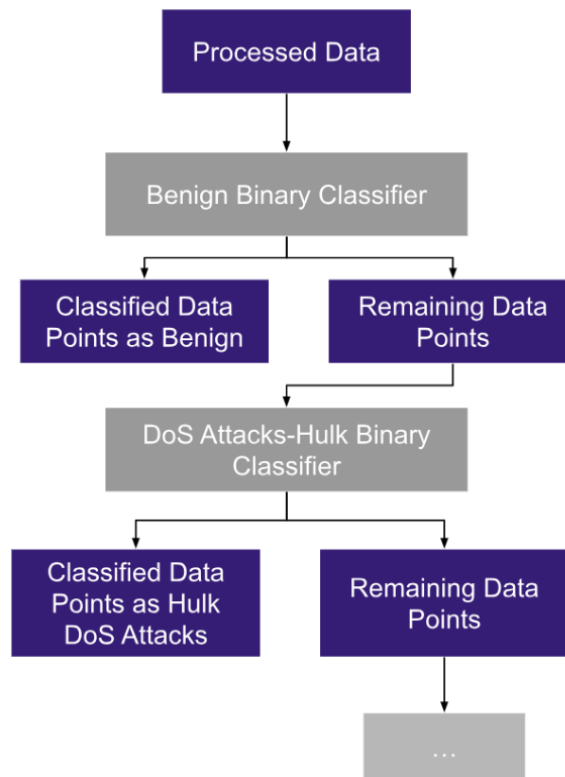 Processed Data
Benign Binary Classifier
Classified Data
Points as Benign
Remaining Data
Points
DoS Attacks-Hulk Binary
Classifier
Classified Data
Points as Hulk
DoS Attacks
Remaining Data
Points
...